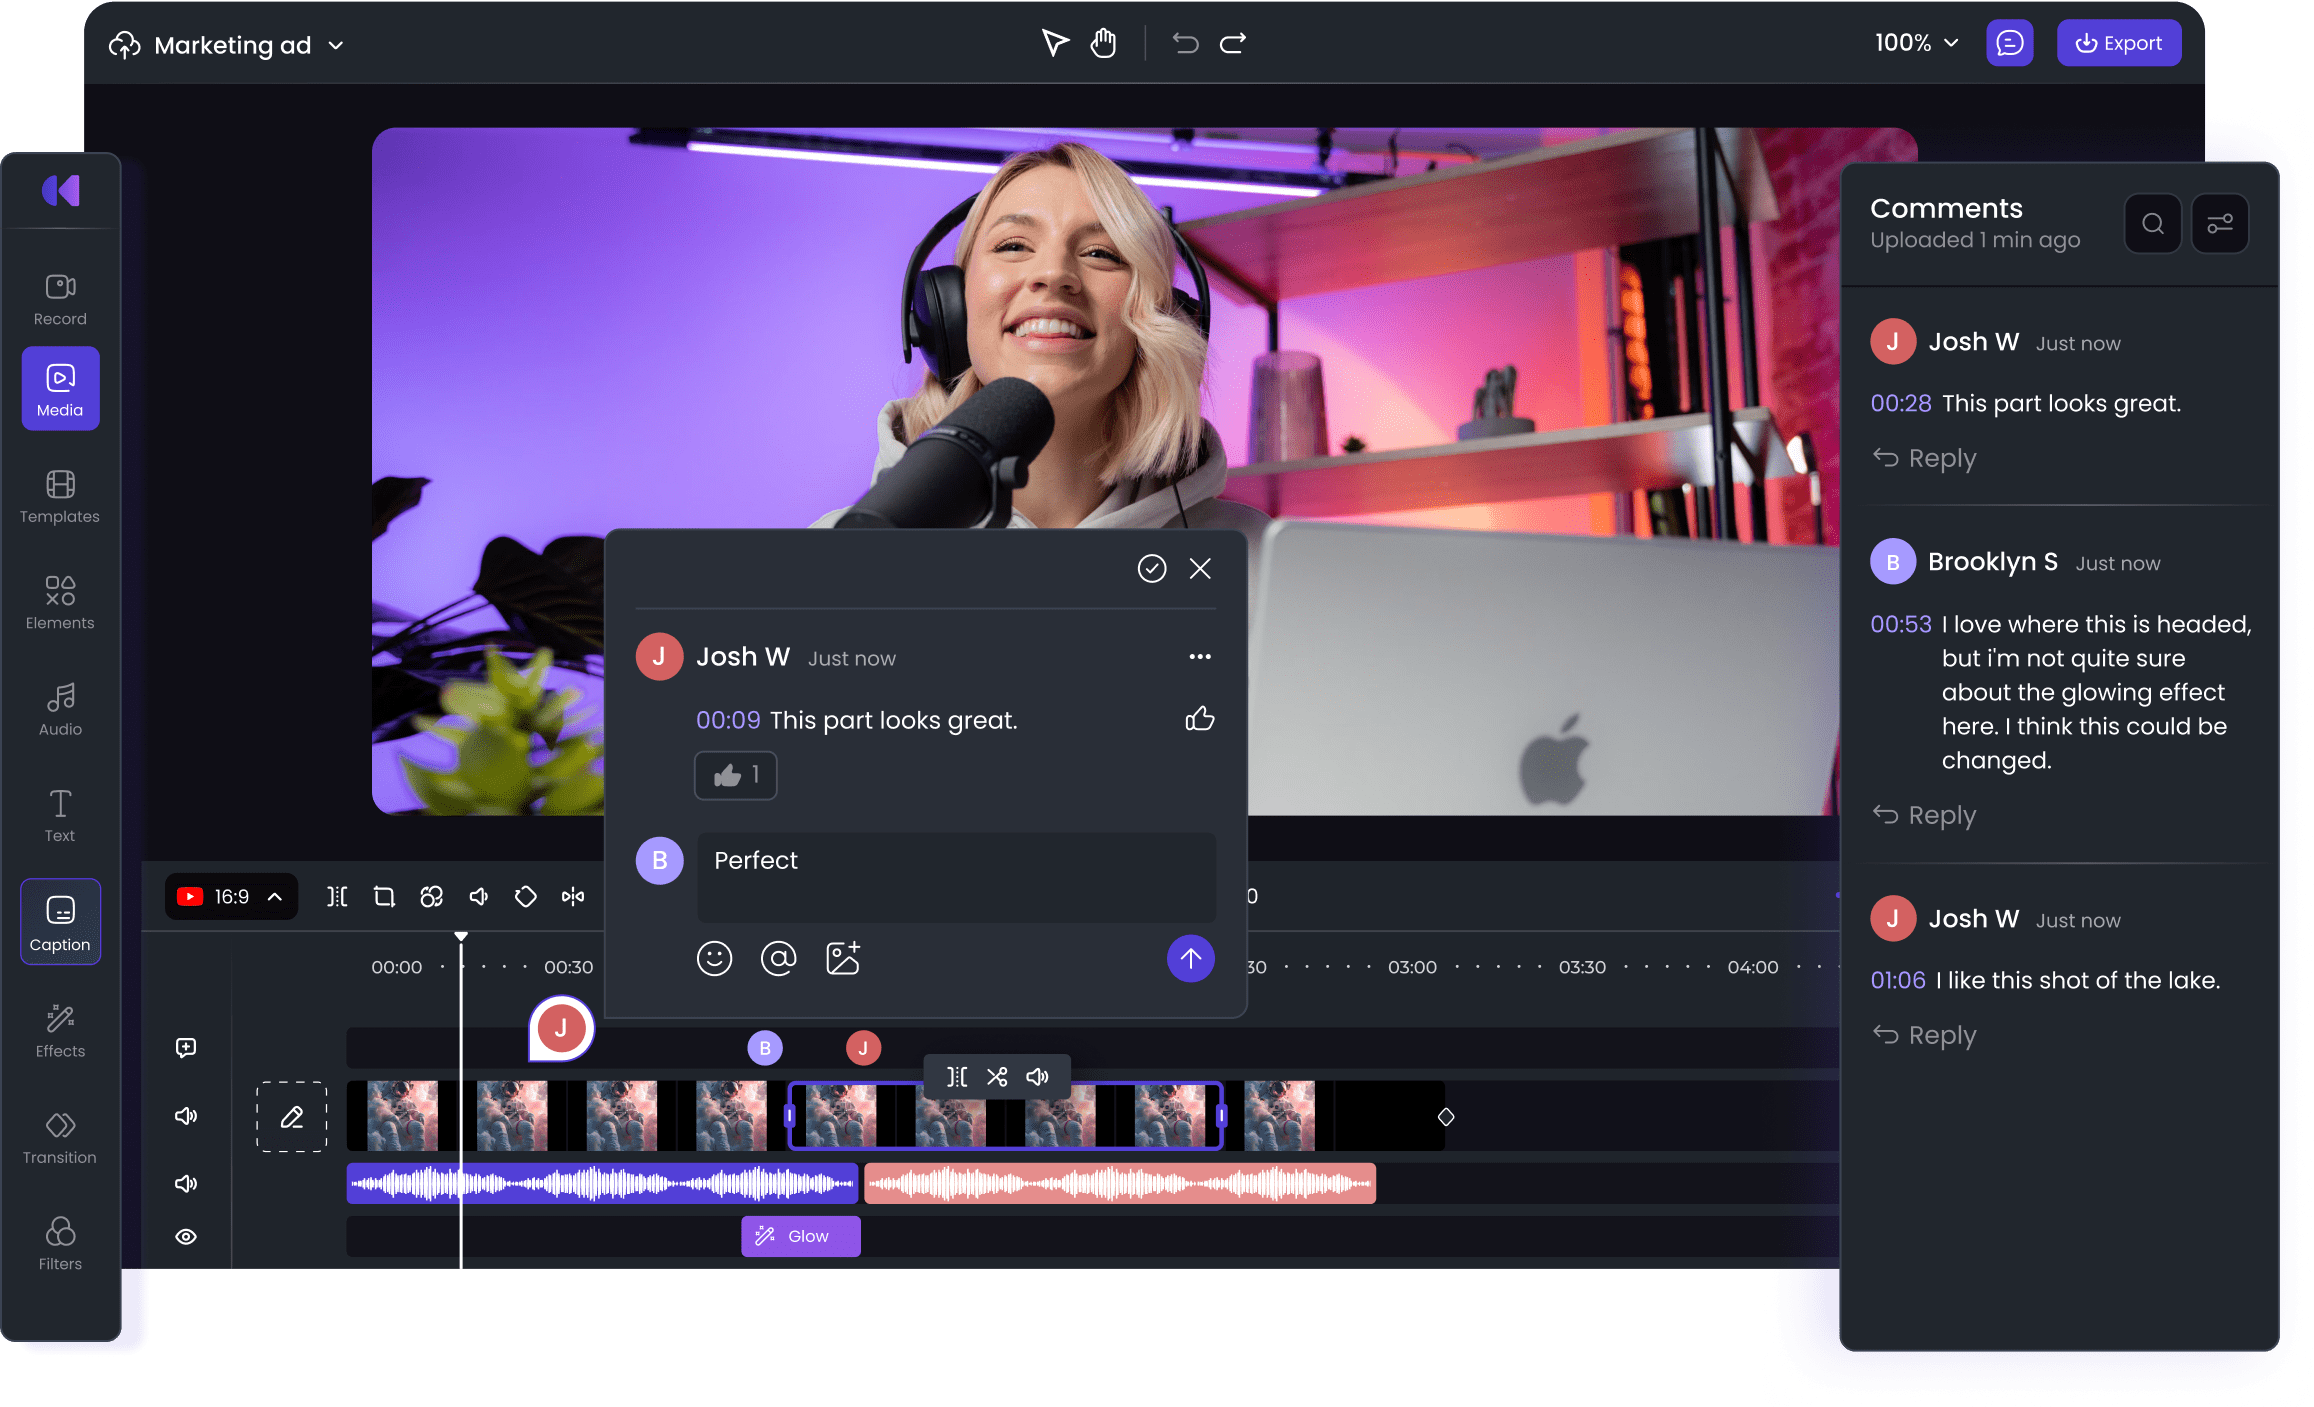 Marketing ad
100%
Export
Record
Media
Templates
Elements
Audio
Text
Caption
Effects
Transition
Filters
Josh W Just now
00:09 This part looks great.
1
B
Perfect
J
16:9
00:00
00:30
03:00
03:30
04:00
J
B
J
Glow
Comments
Uploaded 1 min ago
J
Josh W Just now
00:28 This part looks great.
Reply
B
Brooklyn S Just now
00:53 I love where this is headed,
but i'm not quite sure
about the glowing effect
here. I think this could be
changed.
Reply
J
Josh W Just now
01:06 I like this shot of the lake.
Reply